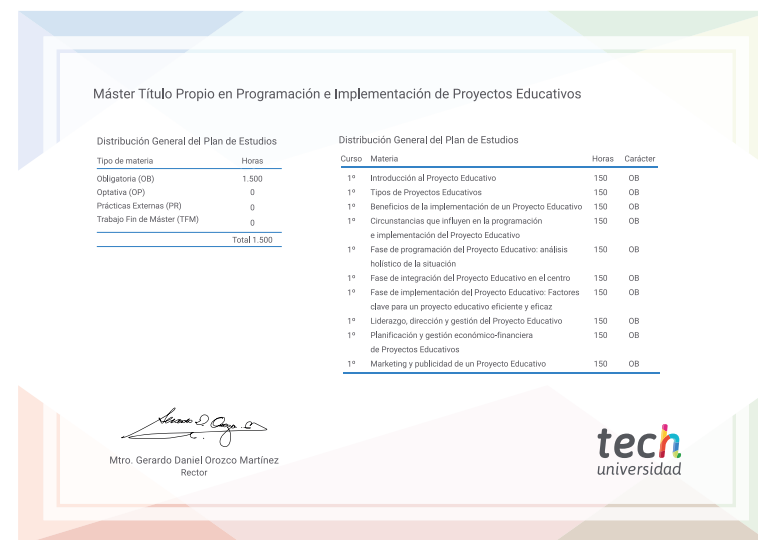 Máster Título Propio en Programación e Implementación de Proyectos Educativos
Distribución General del Plan de Estudios
Tipo de materia Horas
Obligatoria (OB) 1.500
Optativa (OP) 0
Prácticas Externas (PR) 0
Trabajo Fin de Máster (TFM) 0
Total 1.500
Distribución General del Plan de Estudios
Curso Materia Horas Carácter
1º Introducción al Proyecto Educativo 150 OB
1º Tipos de Proyectos Educativos 150 OB
1º Beneficios de la implementación de un Proyecto Educativo 150 OB
1º Circunstancias que influyen en la programación 150 OB
e implementación del Proyecto Educativo
1º Fase de programación del Proyecto Educativo: análisis 150 OB
holístico de la situación
1º Fase de integración del Proyecto Educativo en el centro 150 OB
1º Fase de implementación del Proyecto Educativo: Factores 150 OB
clave para un proyecto educativo eficiente y eficaz
1º Liderazgo, dirección y gestión del Proyecto Educativo 150 OB
1º Planificación y gestión económico-financiera 150 OB
de Proyectos Educativos
1º Marketing y publicidad de un Proyecto Educativo 150 OB
Mtro. Gerardo Daniel Orozco Martínez
Rector
tech
universidad